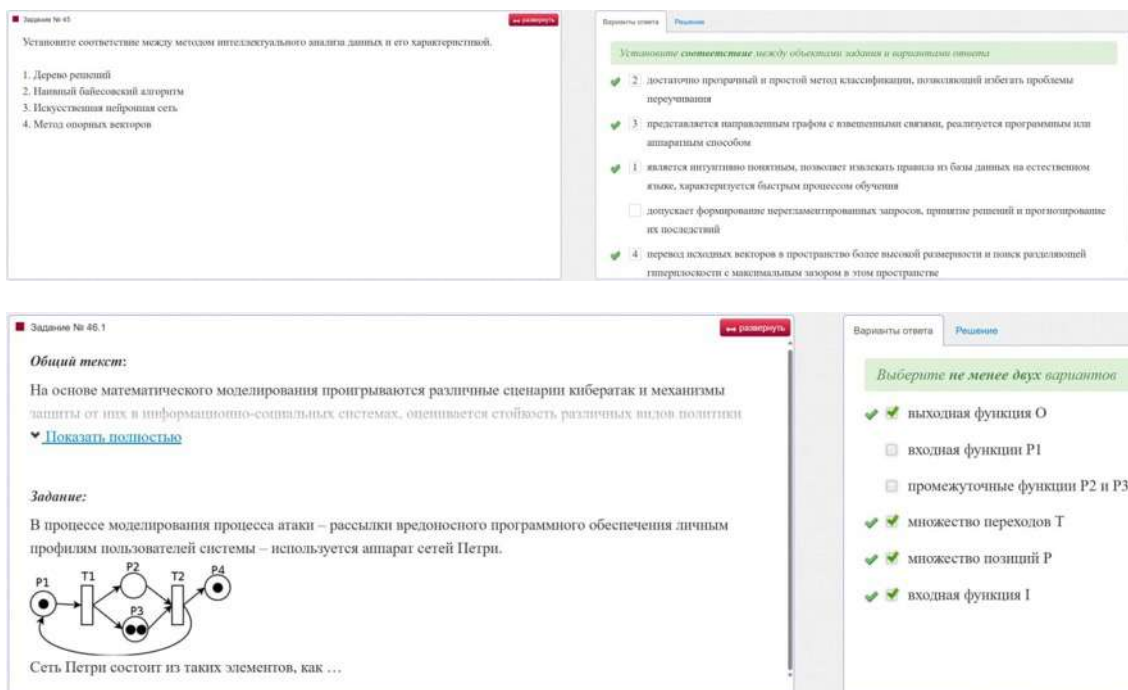 Задание № 45
развернуть
Установите соответствие между методом интеллектуального анализа данных и его характеристикой.
1. Дерево решений
2. Наивный байесовский алгоритм
3. Искусственная нейронная сеть
4. Метод опорных векторов
Варианты ответа Решение
Установите соответствие между объектами задания и вариантами ответа
2 достаточно прозрачный и простой метод классификации, позволяющий избегать проблемы
переучивания
3 представляется направленным графом с взвешенными связями, реализуется программным или
аппаратным способом
1 является интуитивно понятным, позволяет извлекать правила из базы данных на естественном
языке, характеризуется быстрым процессом обучения
допускает формирование нерегламентированных запросов, принятие решений и прогнозирование
их последствий
4 перевод исходных векторов в пространство более высокой размерности и поиск разделяющей
гиперплоскости с максимальным зазором в этом пространстве
Задание № 46.1
развернуть
Общий текст:
На основе математического моделирования проигрываются различные сценарии кибератак и механизмы
защиты от них в информационно-социальных системах, оценивается стойкость различных видов политики
Показать полностью
Задание:
В процессе моделирования процесса атаки – рассылки вредоносного программного обеспечения личным
профилям пользователей системы – используется аппарат сетей Петри.
P1 T1 P2 T2 P4
P3
Сеть Петри состоит из таких элементов, как …
Варианты ответа Решение
Выберите не менее двух вариантов
выходная функция O
входная функции P1
промежуточные функции P2 и P3
множество переходов T
множество позиций P
входная функция I